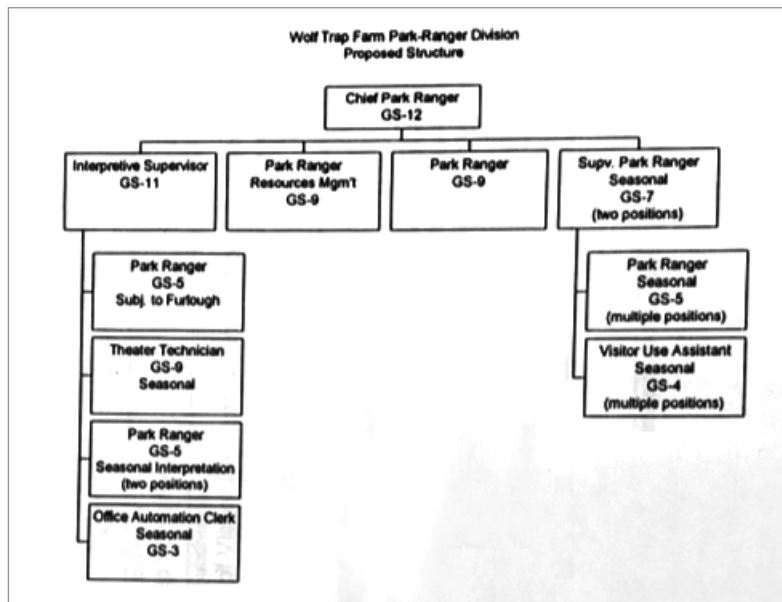 Wolf Trap Farm Park-Ranger Division
Proposed Structure
Chief Park Ranger
GS-12
Interpretive Supervisor
GS-11
Park Ranger
Resources Mgm't
GS-9
Park Ranger
GS-9
Supv. Park Ranger
Seasonal
GS-7
(two positions)
Park Ranger
GS-5
Subj. to Furlough
Theater Technician
GS-9
Seasonal
Park Ranger
GS-5
Seasonal Interpretation
(two positions)
Office Automation Clerk
Seasonal
GS-3
Park Ranger
Seasonal
GS-5
(multiple positions)
Visitor Use Assistant
Seasonal
GS-4
(multiple positions)